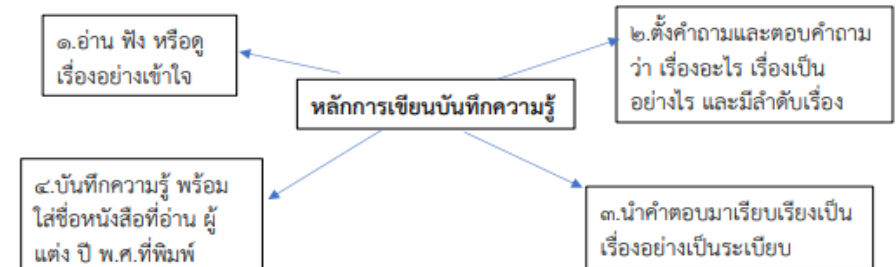 ๑.อ่าน ฟัง หรือดู
เรื่องอย่างเข้าใจ
๒.ตั้งคำถามและตอบคำถาม
ว่า เรื่องอะไร เรื่องเป็น
อย่างไร และมีลำดับเรื่อง
หลักการเขียนบันทึกความรู้
๔.บันทึกความรู้ พร้อม
ใส่ชื่อหนังสือที่อ่าน ผู้
แต่ง ปี พ.ศ.ที่พิมพ์
๓.นำคำตอบมาเรียบเรียงเป็น
เรื่องอย่างเป็นระเบียบ